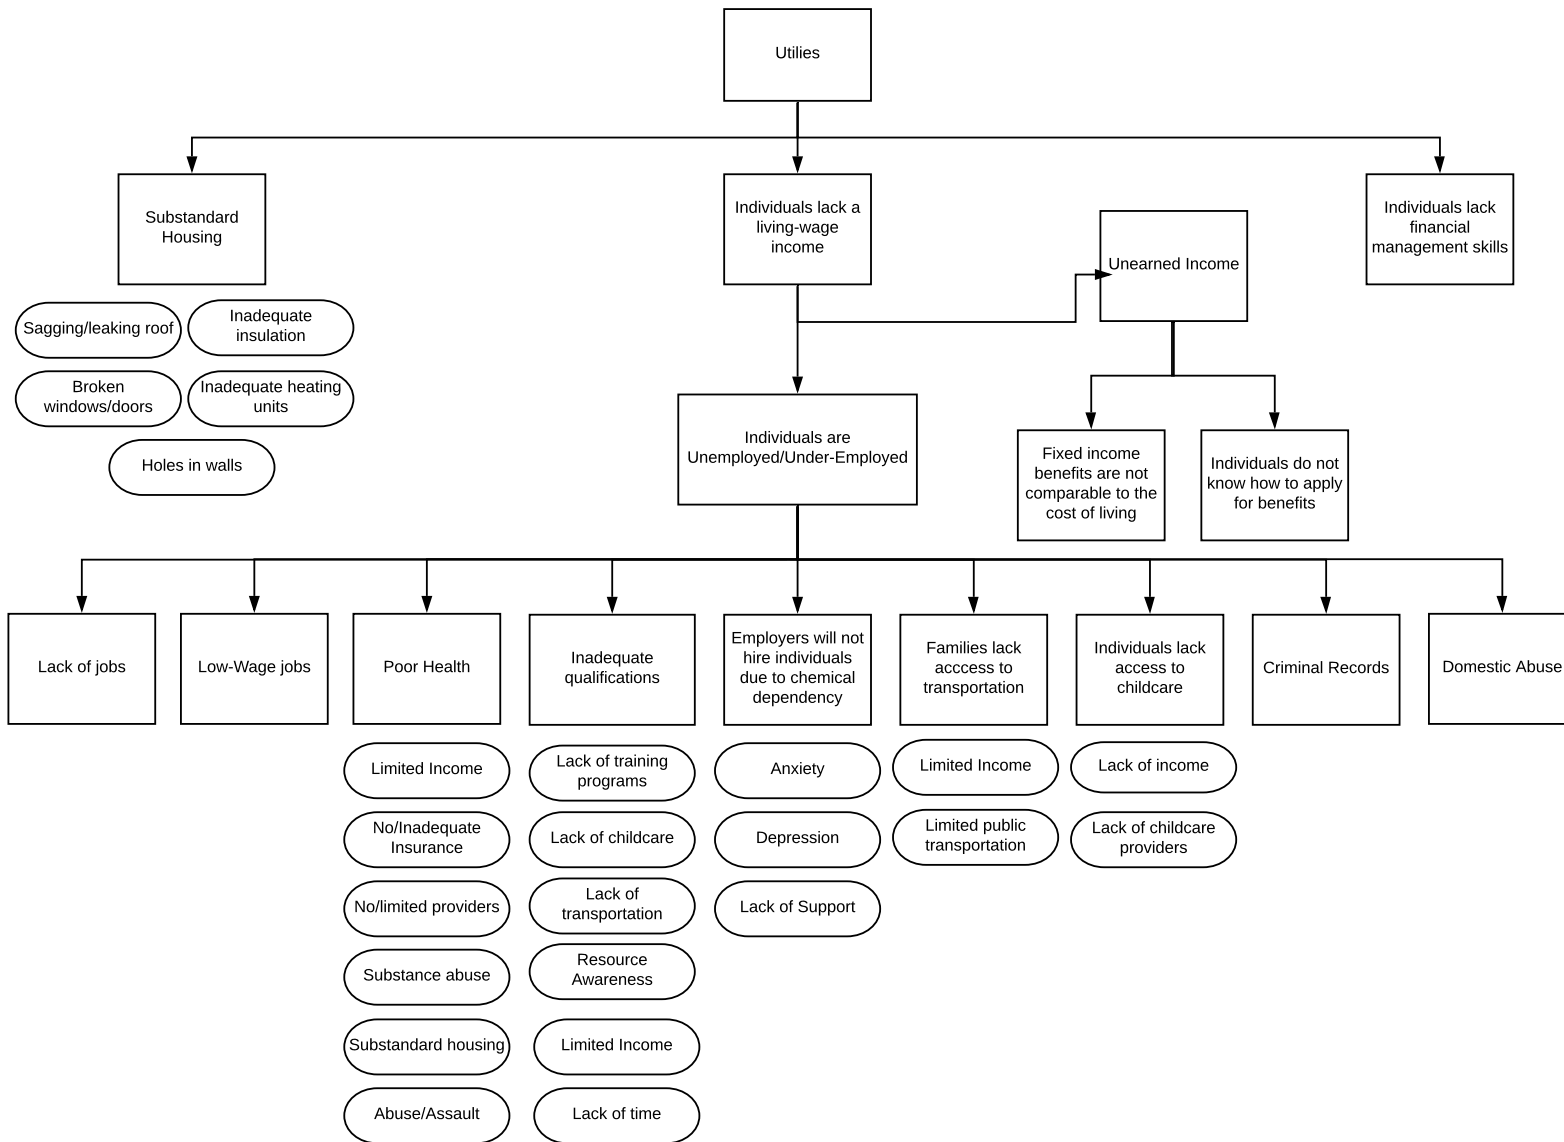 Utilies
Substandard
Housing
Individuals lack a
living-wage
income
Unearned Income
Individuals lack
financial
management skills
Sagging/leaking roof
Inadequate
insulation
Broken
windows/doors
Inadequate heating
units
Holes in walls
Individuals are
Unemployed/Under-Employed
Fixed income
benefits are not
comparable to the
cost of living
Individuals do not
know how to apply
for benefits
Lack of jobs
Low-Wage jobs
Poor Health
Inadequate
qualifications
Employers will not
hire individuals
due to chemical
dependency
Families lack
acccess to
transportation
Individuals lack
access to
childcare
Criminal Records
Domestic Abuse
Limited Income
No/Inadequate
Insurance
No/limited providers
Substance abuse
Substandard housing
Abuse/Assault
Lack of training
programs
Lack of childcare
Lack of
transportation
Resource
Awareness
Limited Income
Lack of time
Anxiety
Depression
Lack of Support
Limited Income
Limited public
transportation
Lack of income
Lack of childcare
providers